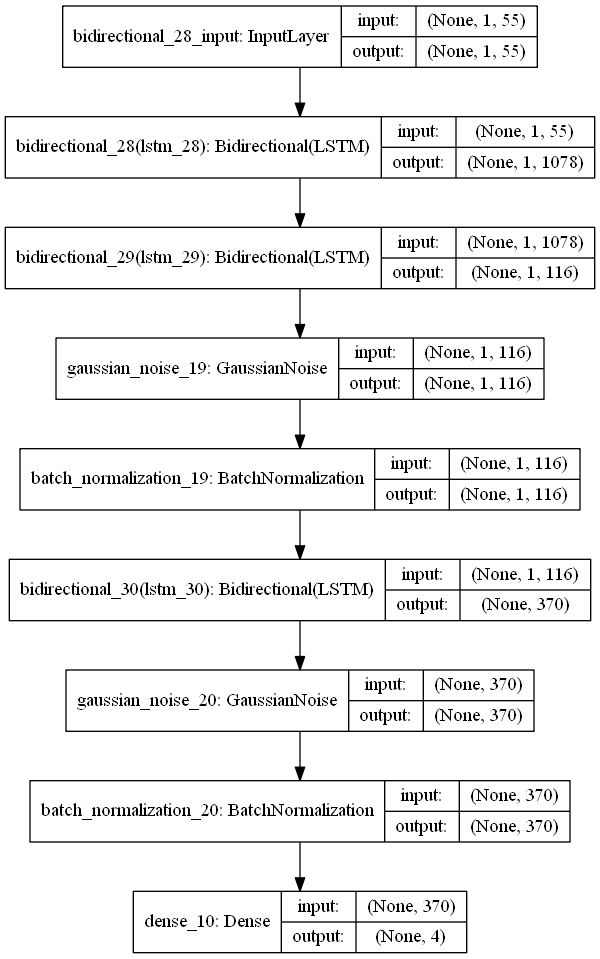 bidirectional_28_input: InputLayer
input: (None, 1, 55)
output: (None, 1, 55)
bidirectional_28(lstm_28): Bidirectional(LSTM)
input: (None, 1, 55)
output: (None, 1, 1078)
bidirectional_29(lstm_29): Bidirectional(LSTM)
input: (None, 1, 1078)
output: (None, 1, 116)
gaussian_noise_19: GaussianNoise
input: (None, 1, 116)
output: (None, 1, 116)
batch_normalization_19: BatchNormalization
input: (None, 1, 116)
output: (None, 1, 116)
bidirectional_30(lstm_30): Bidirectional(LSTM)
input: (None, 1, 116)
output: (None, 370)
gaussian_noise_20: GaussianNoise
input: (None, 370)
output: (None, 370)
batch_normalization_20: BatchNormalization
input: (None, 370)
output: (None, 370)
dense_10: Dense
input: (None, 370)
output: (None, 4)